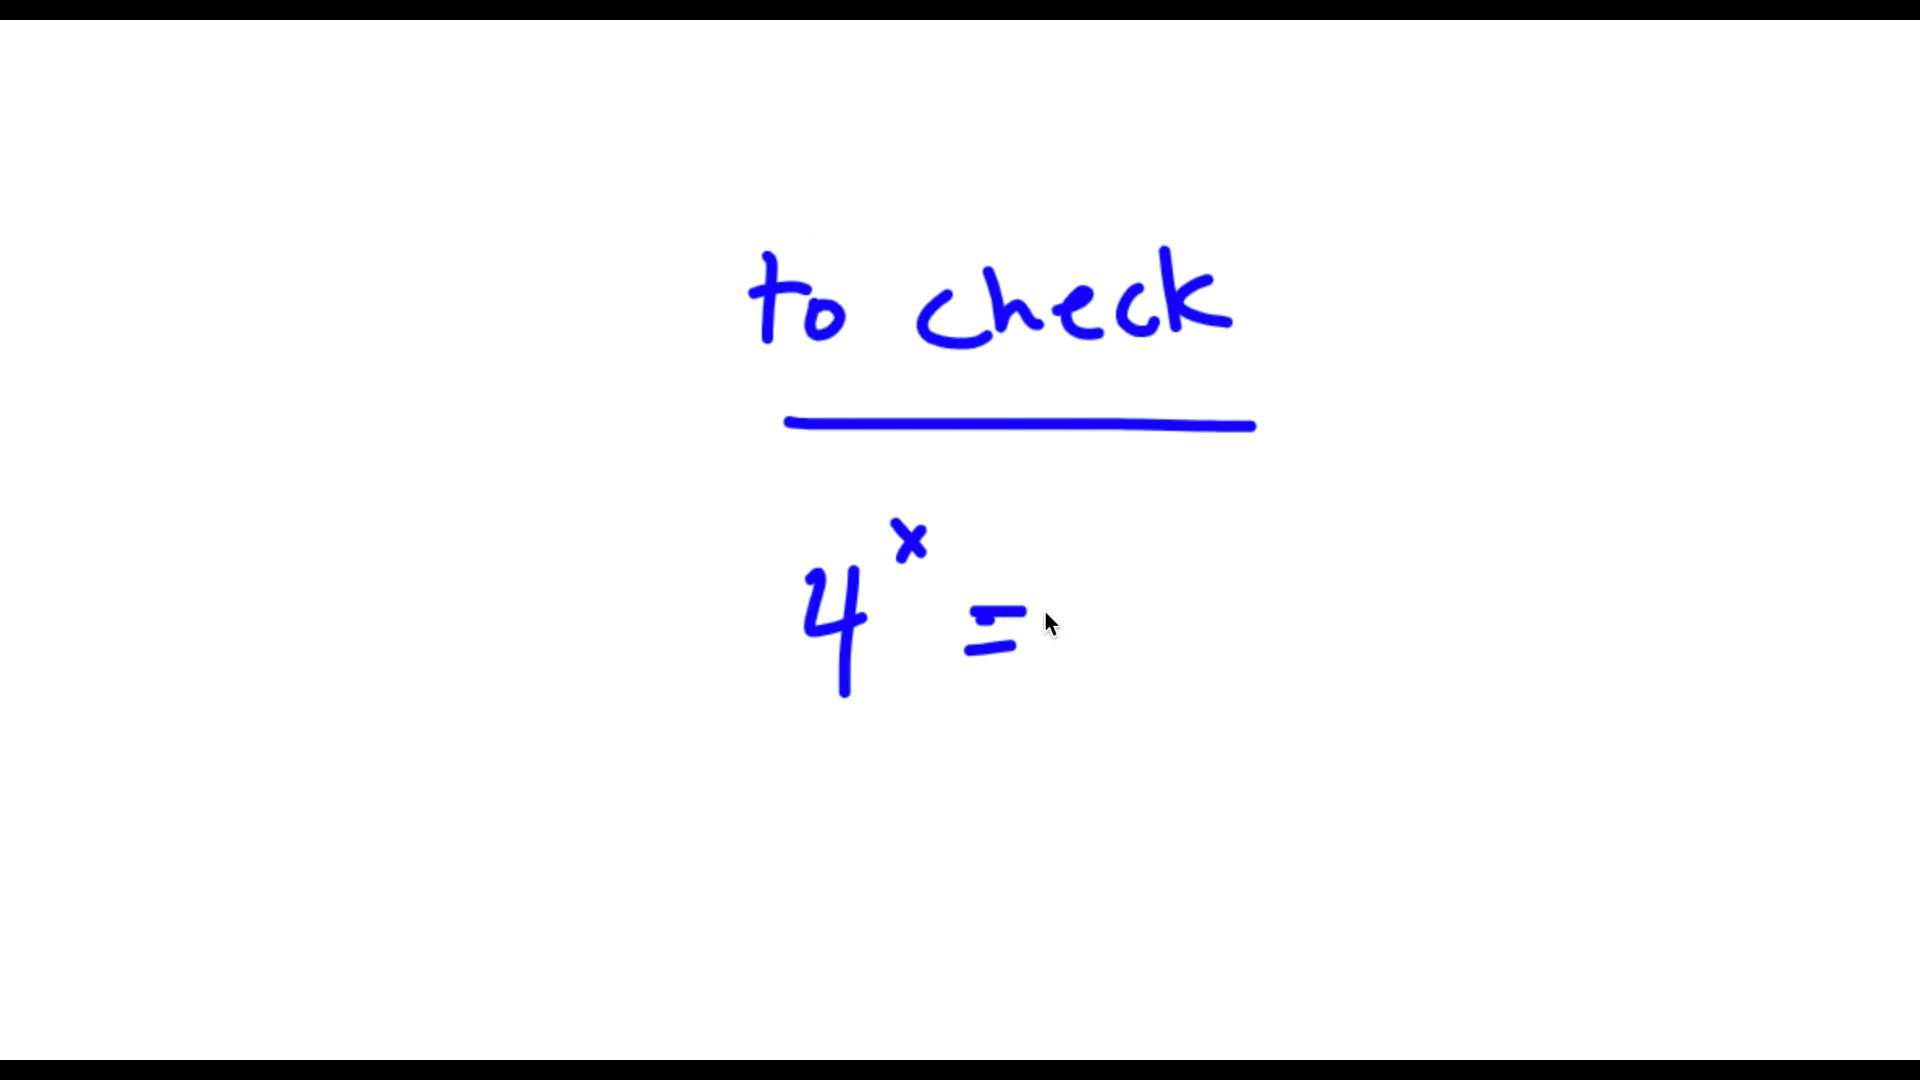 to check
4^x =